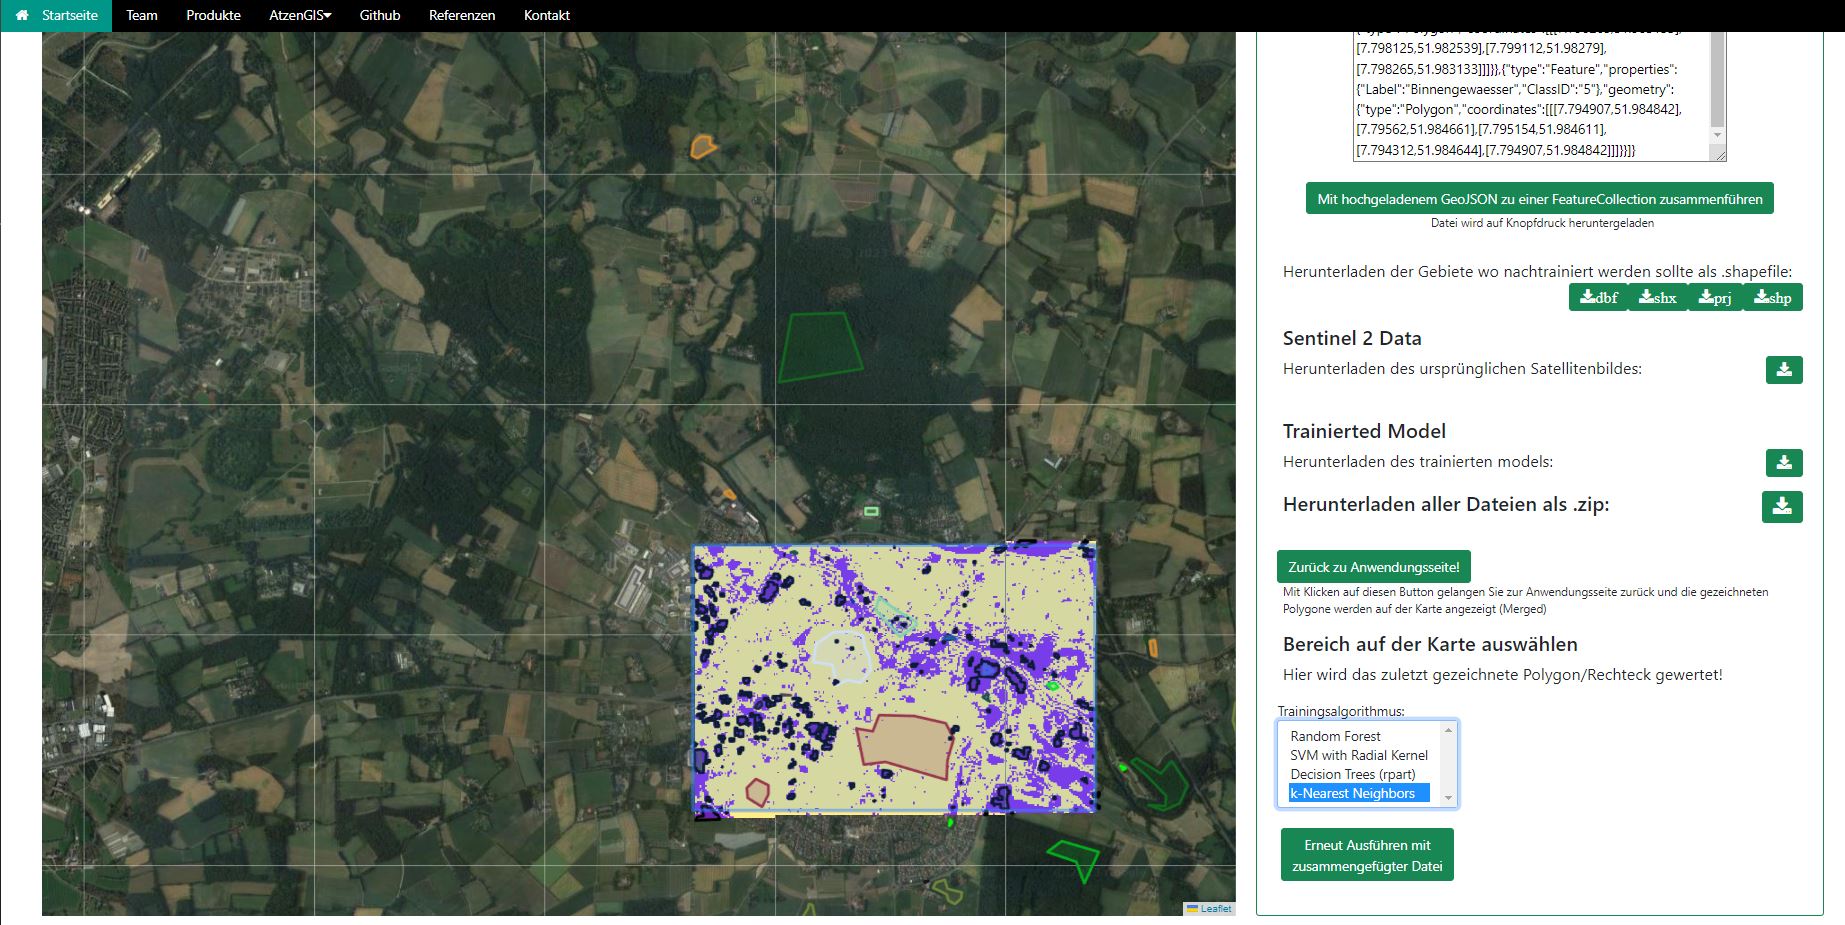 Startseite Team Produkte AtzenGIS Github Referenzen Kontakt
[7.798125,51.982539],[7.799112,51.98279],
[7.798265,51.983133]]]}},{"type":"Feature","properties":
{"Label":"Binnengewaesser","ClassID":"5"},"geometry":
{"type":"Polygon","coordinates":[[[7.794907,51.984842],
[7.79562,51.984661],[7.795154,51.984611],
[7.794312,51.984644],[7.794907,51.984842]]]}}]}
Mit hochgeladenem GeoJSON zu einer FeatureCollection zusammenführen
Datei wird auf Knopfdruck heruntergeladen
Herunterladen der Gebiete wo nachtrainiert werden sollte als .shapefile:
dbf shx prj shp
Sentinel 2 Data
Herunterladen des ursprünglichen Satellitenbildes:
Trainierted Model
Herunterladen des trainierten models:
Herunterladen aller Dateien als .zip:
Zurück zu Anwendungsseite!
Mit Klicken auf diesen Button gelangen Sie zur Anwendungsseite zurück und die gezeichneten
Polygone werden auf der Karte angezeigt (Merged)
Bereich auf der Karte auswählen
Hier wird das zuletzt gezeichnete Polygon/Rechteck gewertet!
Trainingsalgorithmus:
Random Forest
SVM with Radial Kernel
Decision Trees (rpart)
k-Nearest Neighbors
Erneut Ausführen mit
zusammengefügter Datei
Leaflet